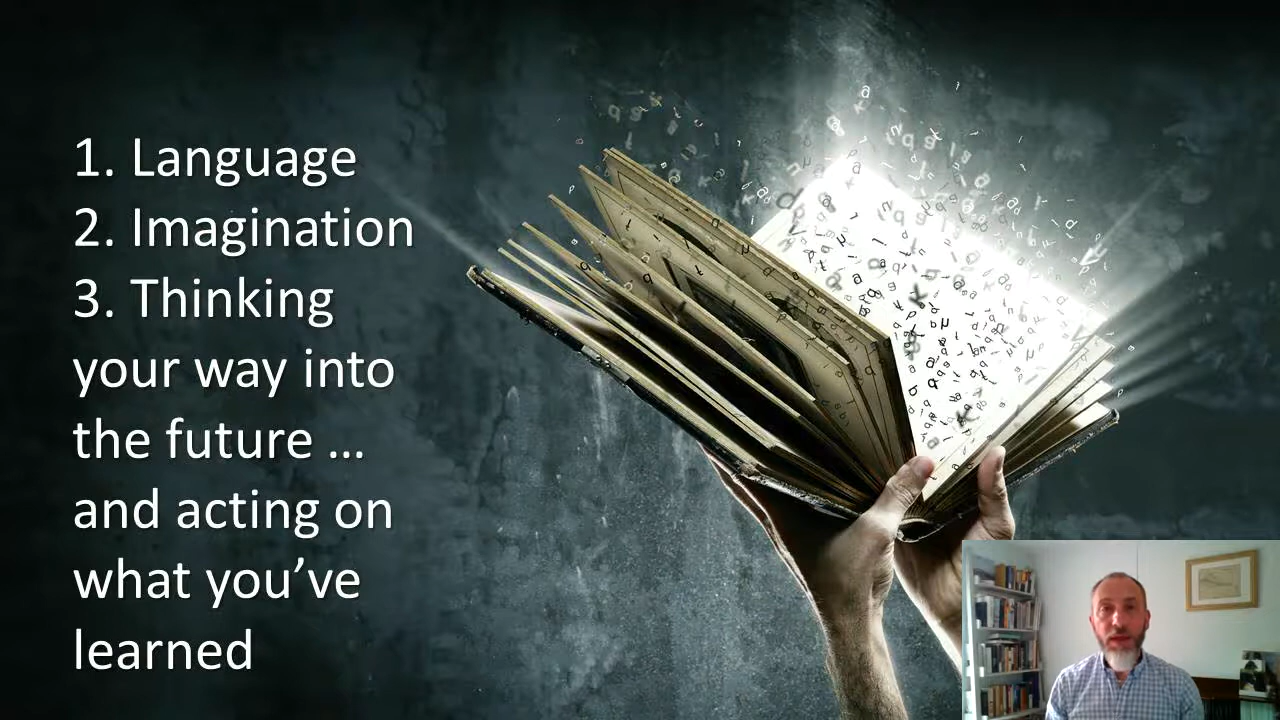 1. Language
2. Imagination
3. Thinking
your way into
the future …
and acting on
what you’ve
learned